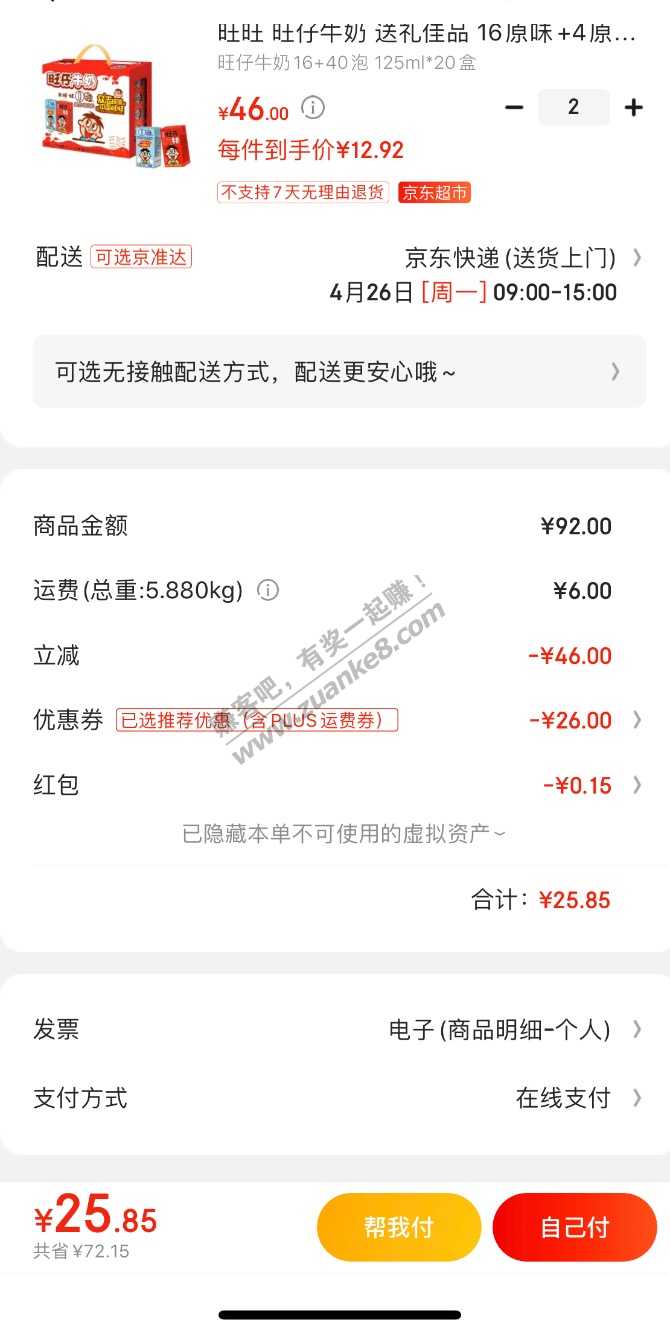 旺旺 旺仔牛奶 送礼佳品 16原味+4原...
旺仔牛奶16+4O泡 125ml*20盒
¥46.00
2
每件到手价¥12.92
不支持7天无理由退货 京东超市
配送 可选京准达 京东快递(送货上门)
4月26日[周一]09:00-15:00
可选无接触配送方式，配送更安心哦~
商品金额 ¥92.00
运费(总重:5.880kg) ¥6.00
立减 -¥46.00
优惠券 已选推荐优惠（含PLUS运费券） -¥26.00
红包 -¥0.15
已隐藏本单不可使用的虚拟资产
合计：¥25.85
发票 电子(商品明细-个人)
支付方式 在线支付
¥25.85
共省¥72.15
帮我付 自己付
旺仔牛奶
赚客吧，有奖一起赚！
www.zuanke8.com